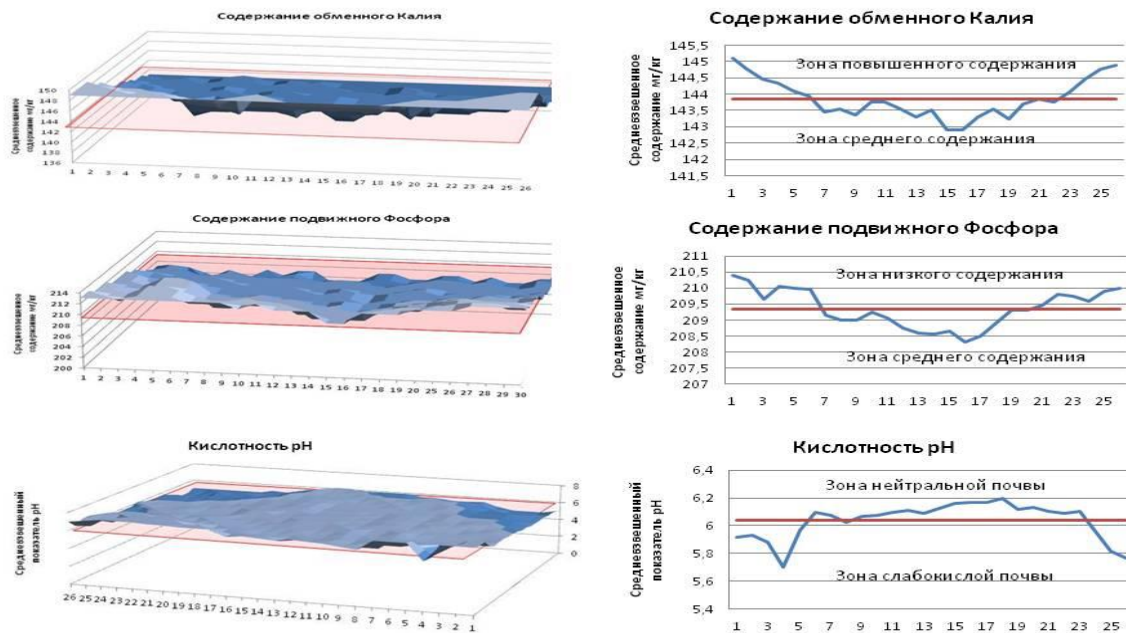 Содержание обменного Калия
Средневзвешенное
содержание мг/кг
150
148
146
144
142
140
138
136
1 2 3 4 5 6 7 8 9 10 11 12 13 14 15 16 17 18 19 20 21 22 23 24 25 26
Содержание обменного Калия
Средневзвешенное
содержание мг/кг
145,5
145
144,5
144
143,5
143
142,5
142
141,5
Зона повышенного содержания
Зона среднего содержания
1 3 5 7 9 11 13 15 17 19 21 23 25
Содержание подвижного Фосфора
Средневзвешенное
содержание мг/кг
214
212
210
208
206
204
202
200
1 2 3 4 5 6 7 8 9 10 11 12 13 14 15 16 17 18 19 20 21 22 23 24 25 26 27 28 29 30
Содержание подвижного Фосфора
Средневзвешенное
содержание мг/кг
211
210,5
210
209,5
209
208,5
208
207,5
207
Зона низкого содержания
Зона среднего содержания
1 3 5 7 9 11 13 15 17 19 21 23 25
Кислотность pH
Средневзвешенный
показатель pH
8
6
4
2
0
26 25 24 23 22 21 20 19 18 17 16 15 14 13 12 11 10 9 8 7 6 5 4 3 2 1
Кислотность pH
Средневзвешенный
показатель pH
6,4
6,2
6
5,8
5,6
5,4
Зона нейтральной почвы
Зона слабокислой почвы
1 3 5 7 9 11 13 15 17 19 21 23 25